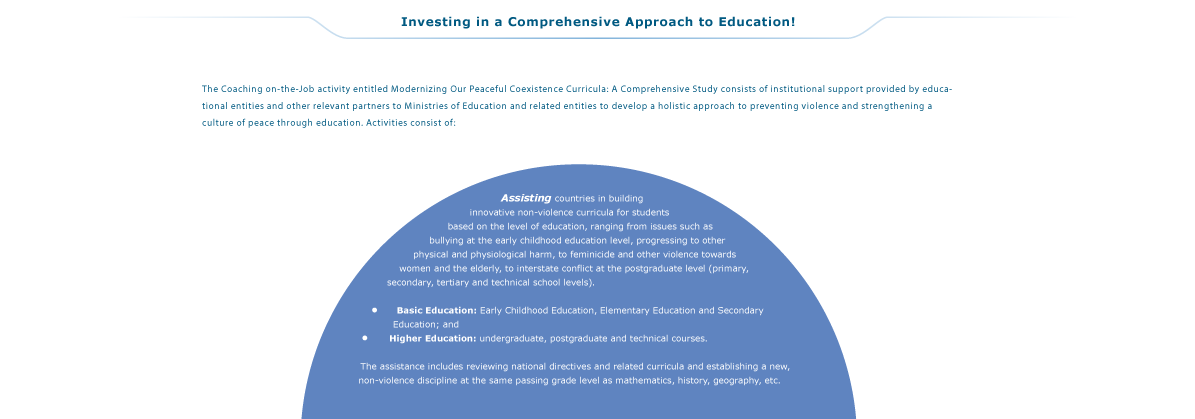 Investing in a Comprehensive Approach to Education!
The Coaching on-the-Job activity entitled Modernizing Our Peaceful Coexistence Curricula: A Comprehensive Study consists of institutional support provided by educa-
tional entities and other relevant partners to Ministries of Education and related entities to develop a holistic approach to preventing violence and strengthening a
culture of peace through education. Activities consist of:
Assisting countries in building
innovative non-violence curricula for students
based on the level of education, ranging from issues such as
bullying at the early childhood education level, progressing to other
physical and physiological harm, to feminicide and other violence towards
women and the elderly, to interstate conflict at the postgraduate level (primary,
secondary, tertiary and technical school levels).
• Basic Education: Early Childhood Education, Elementary Education and Secondary
Education; and
• Higher Education: undergraduate, postgraduate and technical courses.
The assistance includes reviewing national directives and related curricula and establishing a new,
non-violence discipline at the same passing grade level as mathematics, history, geography, etc.